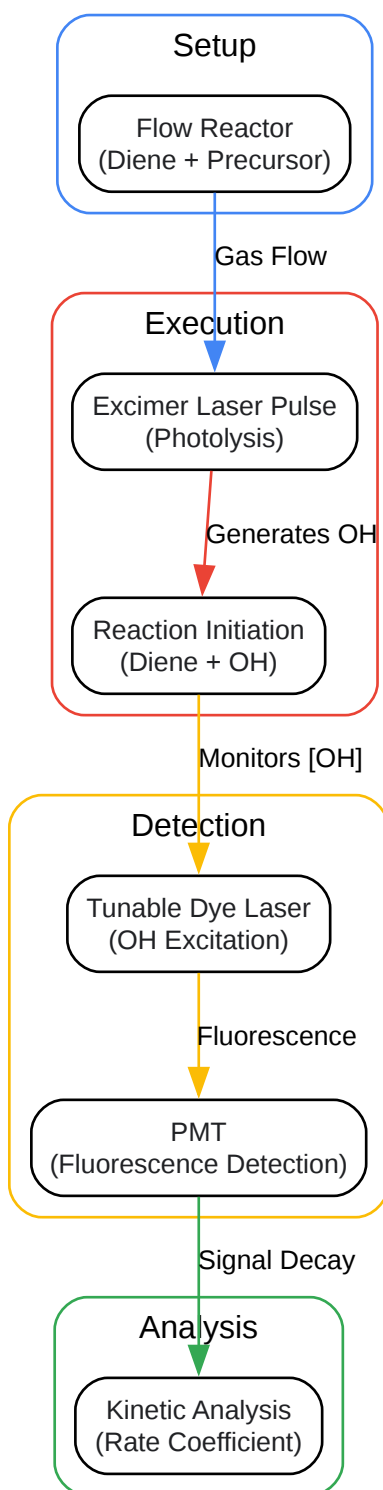 Setup
Flow Reactor
(Diene + Precursor)
Gas Flow
Execution
Excimer Laser Pulse
(Photolysis)
Generates OH
Reaction Initiation
(Diene + OH)
Monitors [OH]
Detection
Tunable Dye Laser
(OH Excitation)
Fluorescence
PMT
(Fluorescence Detection)
Signal Decay
Analysis
Kinetic Analysis
(Rate Coefficient)